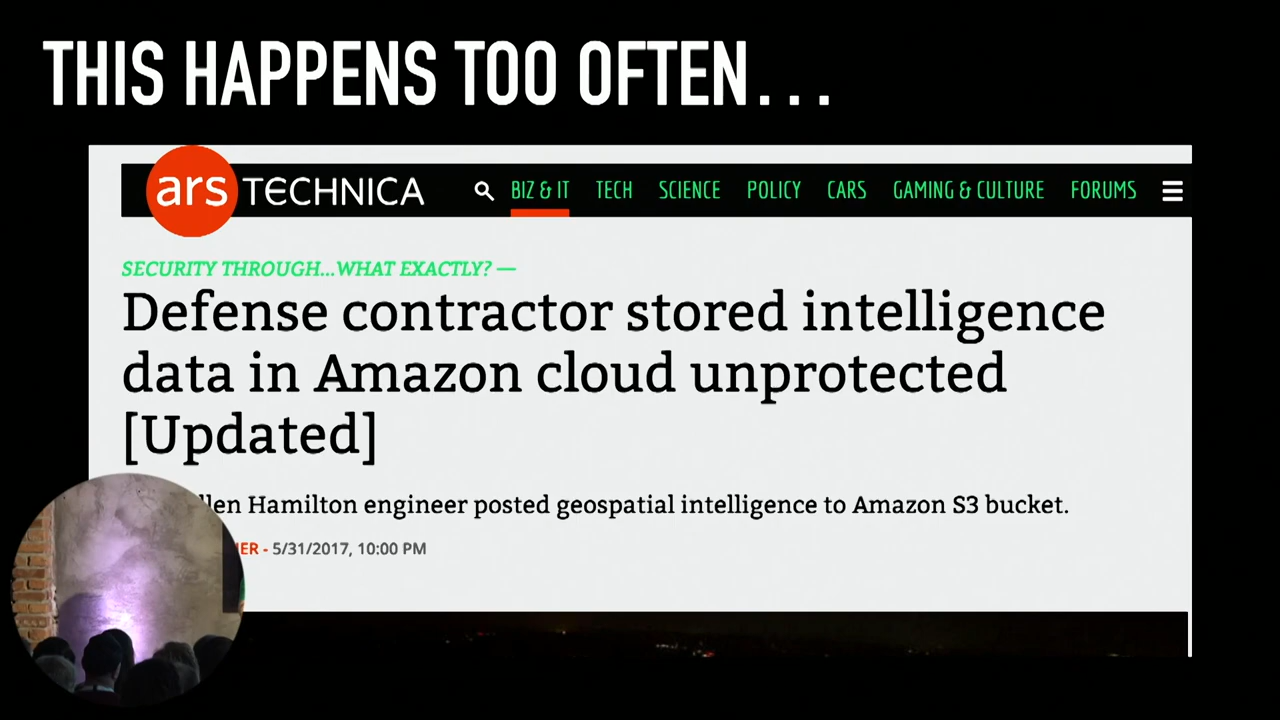 THIS HAPPENS TOO OFTEN...
ars TECHNICA
BIZ & IT TECH SCIENCE POLICY CARS GAMING & CULTURE FORUMS
SECURITY THROUGH...WHAT EXACTLY? —
Defense contractor stored intelligence
data in Amazon cloud unprotected
[Updated]
Hamilton engineer posted geospatial intelligence to Amazon S3 bucket.
- 5/31/2017, 10:00 PM